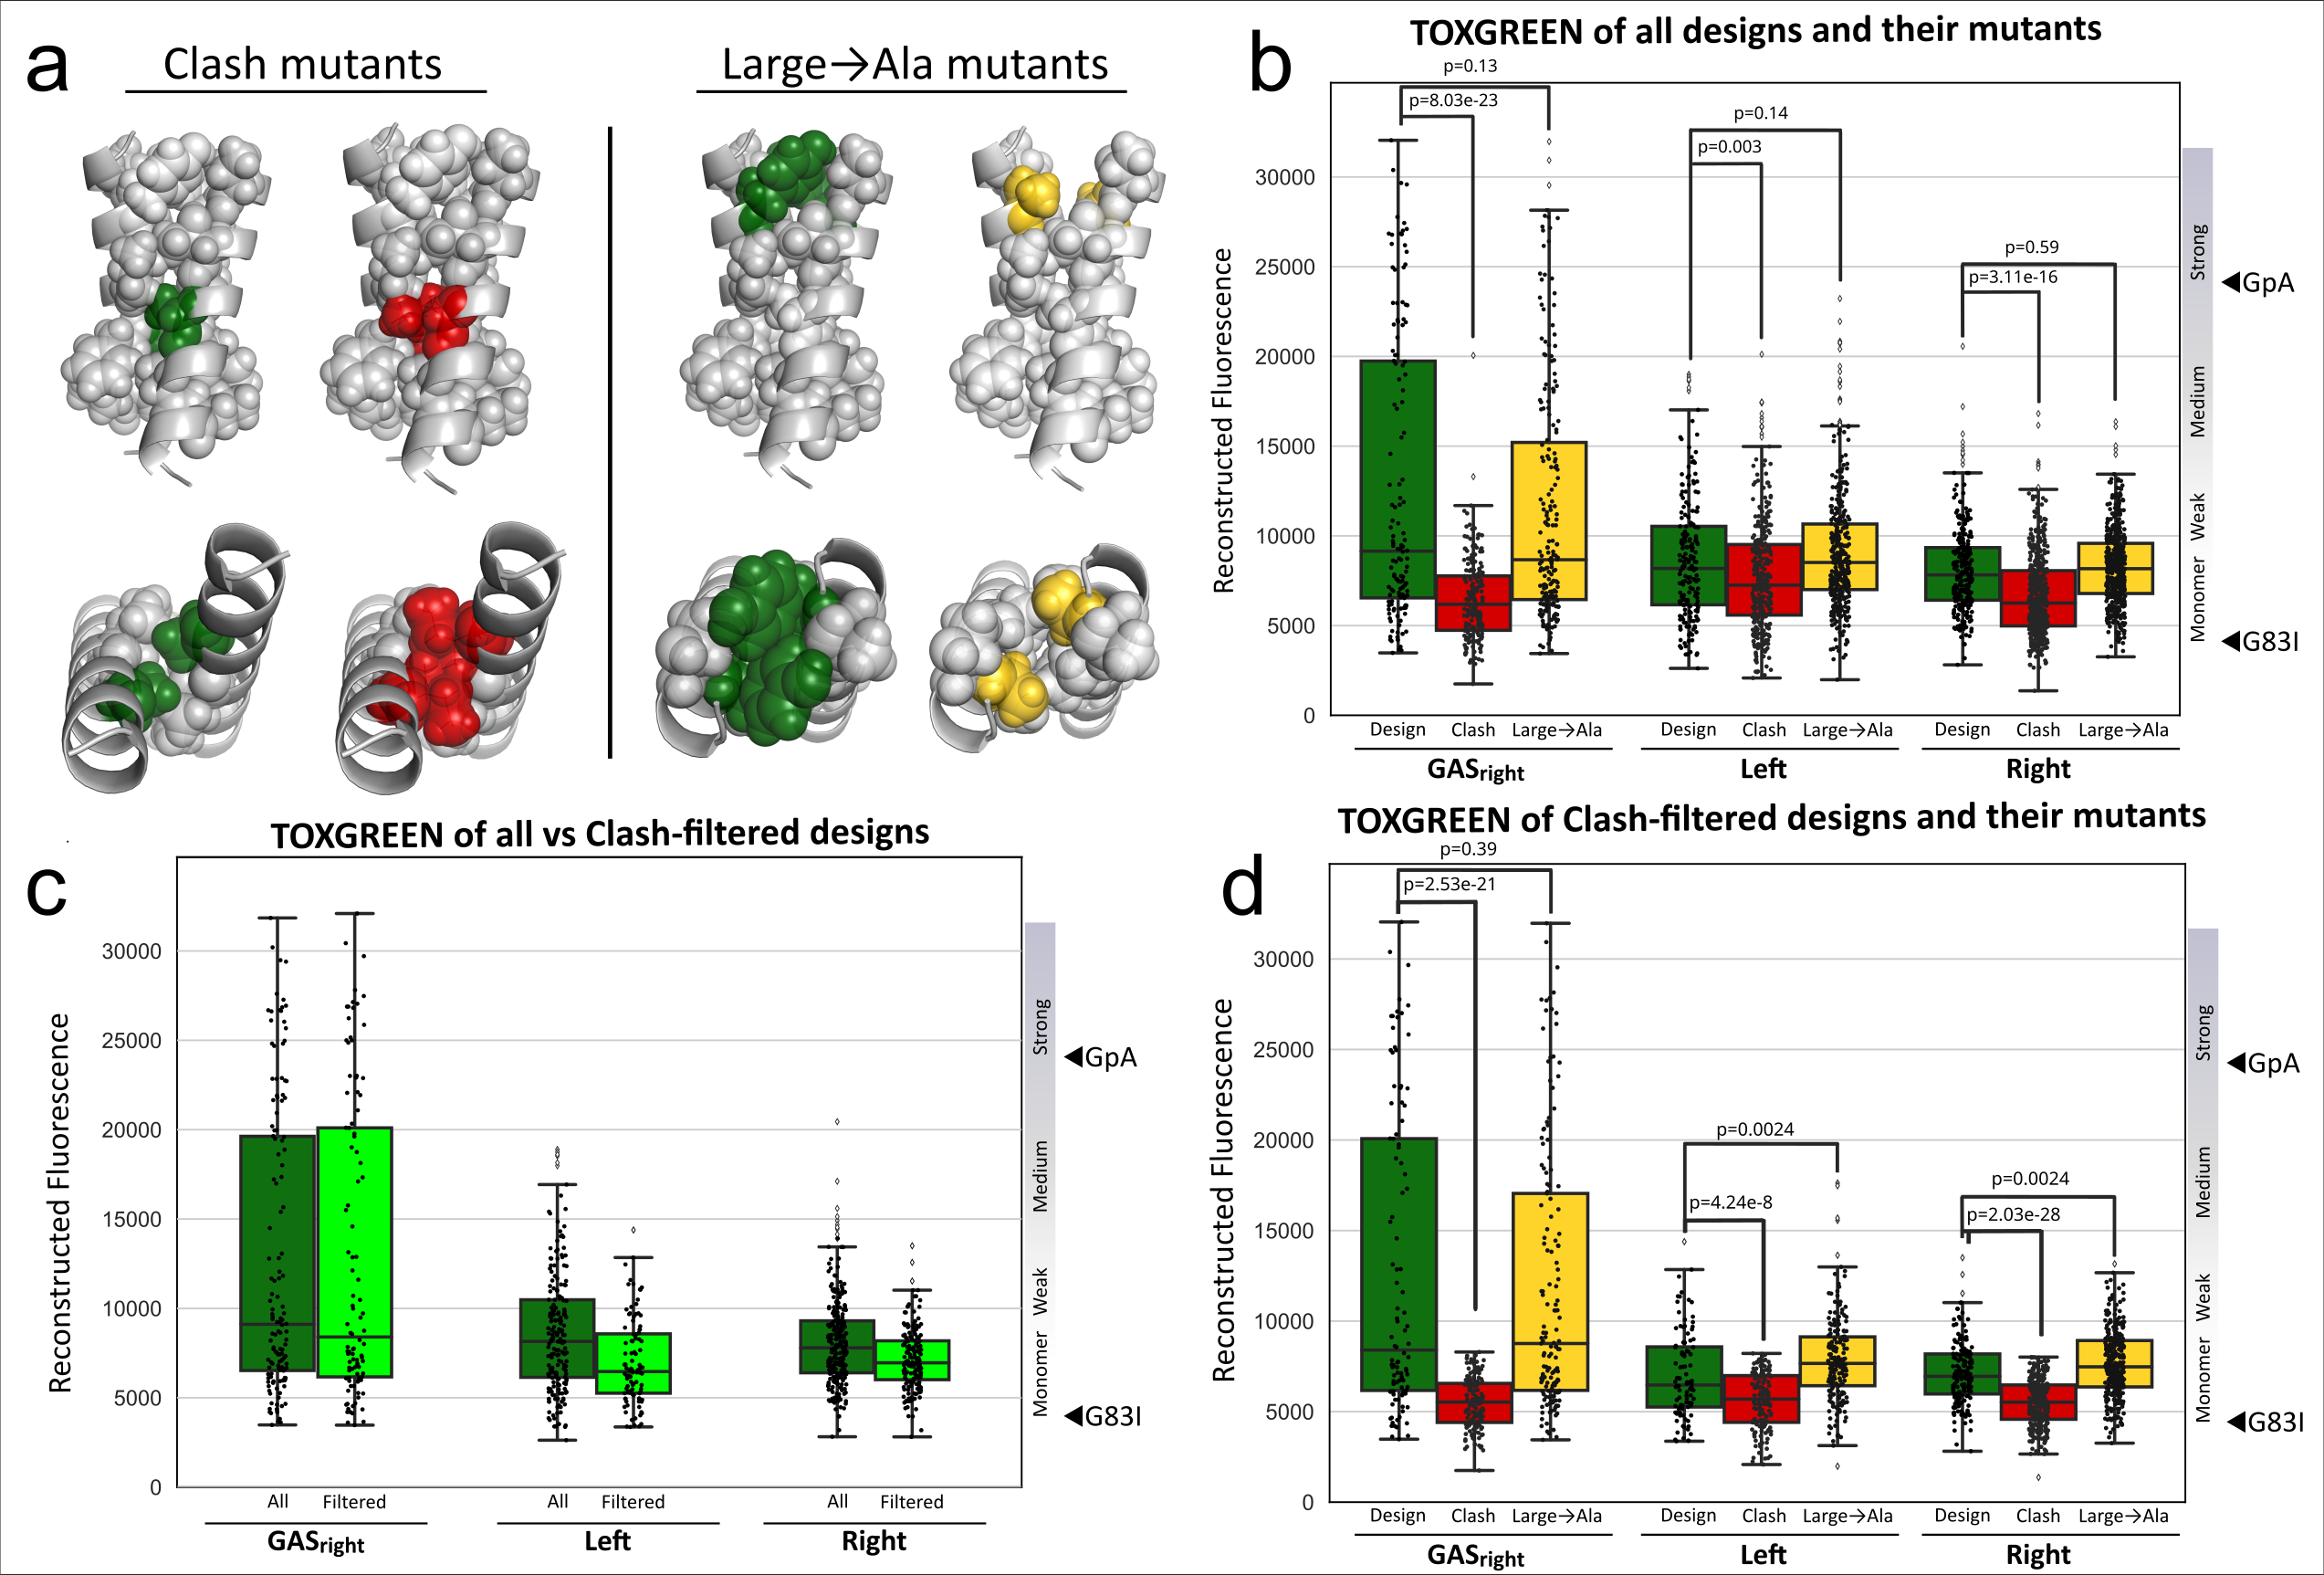 a
Clash mutants
Large→Ala mutants
b
TOXGREEN of all designs and their mutants
p=0.13
p=8.03e-23
p=0.14
p=0.003
p=0.59
p=3.11e-16
Reconstructed Fluorescence
30000
25000
20000
15000
10000
5000
0
Strong
Medium
Weak
Monomer
◄GpA
◄G83I
Design Clash Large→Ala Design Clash Large→Ala Design Clash Large→Ala
GASright Left Right
c
TOXGREEN of all vs Clash-filtered designs
Reconstructed Fluorescence
30000
25000
20000
15000
10000
5000
0
Strong
Medium
Weak
Monomer
◄GpA
◄G83I
All Filtered All Filtered All Filtered
GASright Left Right
d
TOXGREEN of Clash-filtered designs and their mutants
p=0.39
p=2.53e-21
p=0.0024
p=4.24e-8
p=0.0024
p=2.03e-28
Reconstructed Fluorescence
30000
25000
20000
15000
10000
5000
0
Strong
Medium
Weak
Monomer
◄GpA
◄G83I
Design Clash Large→Ala Design Clash Large→Ala Design Clash Large→Ala
GASright Left Right